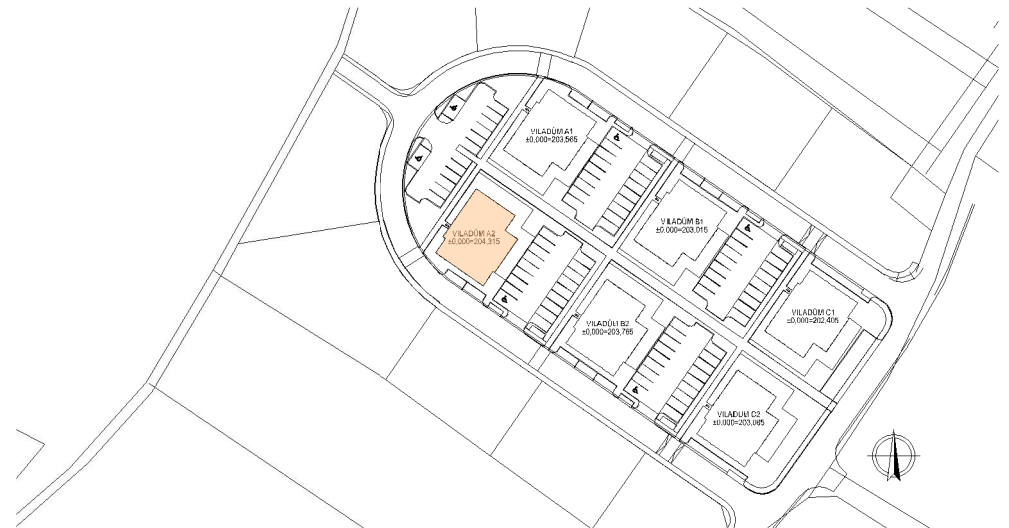 VILADŮM A1
±0,000=203,565
VILADŮM B1
±0,000=203,015
VILADŮM A2
±0,000=204,315
VILADŮM C1
±0,000=202,405
VILADŮM B2
±0,000=203,765
VILADŮM C2
±0,000=203,065